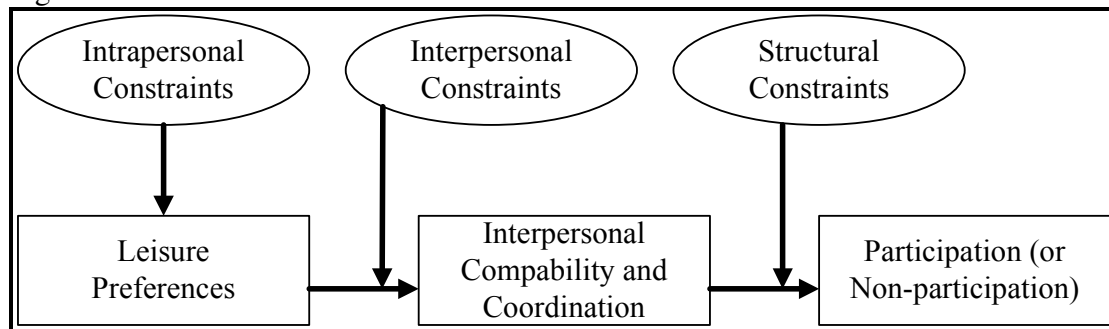 Intrapersonal
Constraints
Interpersonal
Constraints
Structural
Constraints
Leisure
Preferences
Interpersonal
Compability and
Coordination
Participation (or
Non-participation)